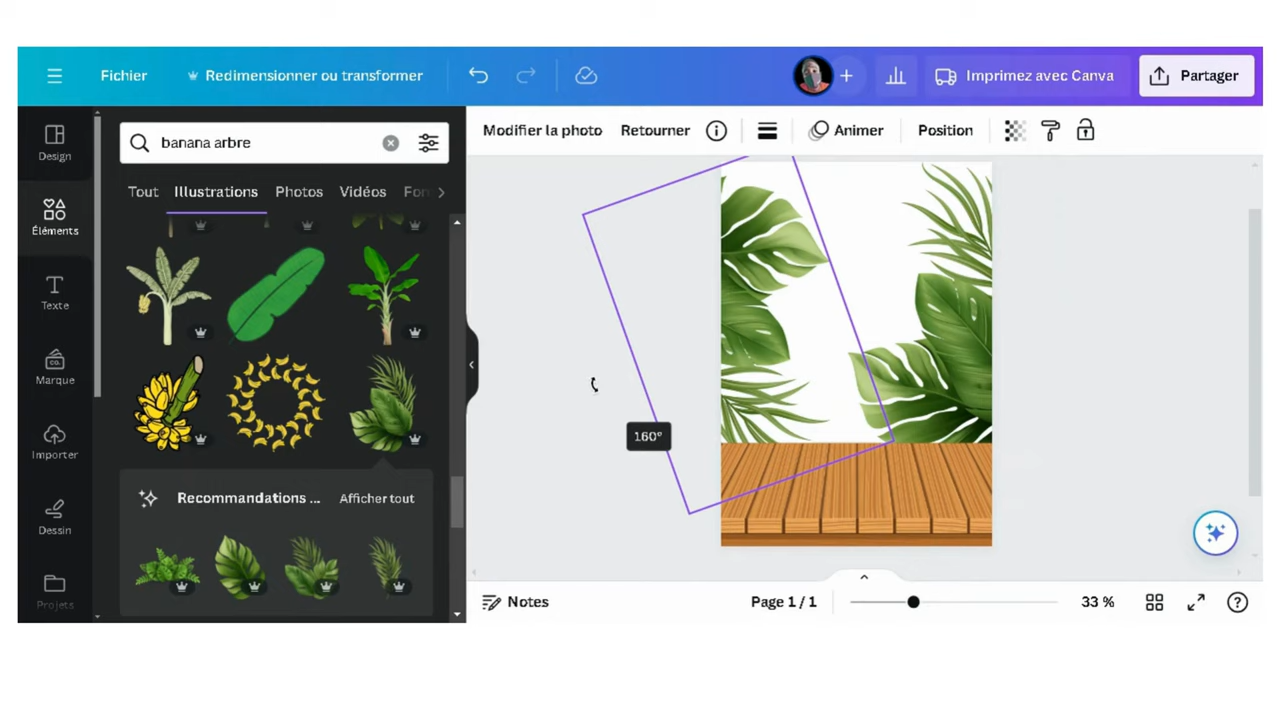 Fichier
Redimensionner ou transformer
Imprimez avec Canva
Partager
Design
Éléments
Texte
Marque
CO.
Importer
Dessin
Projets
banana arbre
Tout Illustrations Photos Vidéos
Recommandations ... Afficher tout
Modifier la photo Retourner Animer Position
160°
Notes
Page 1 / 1
33 %